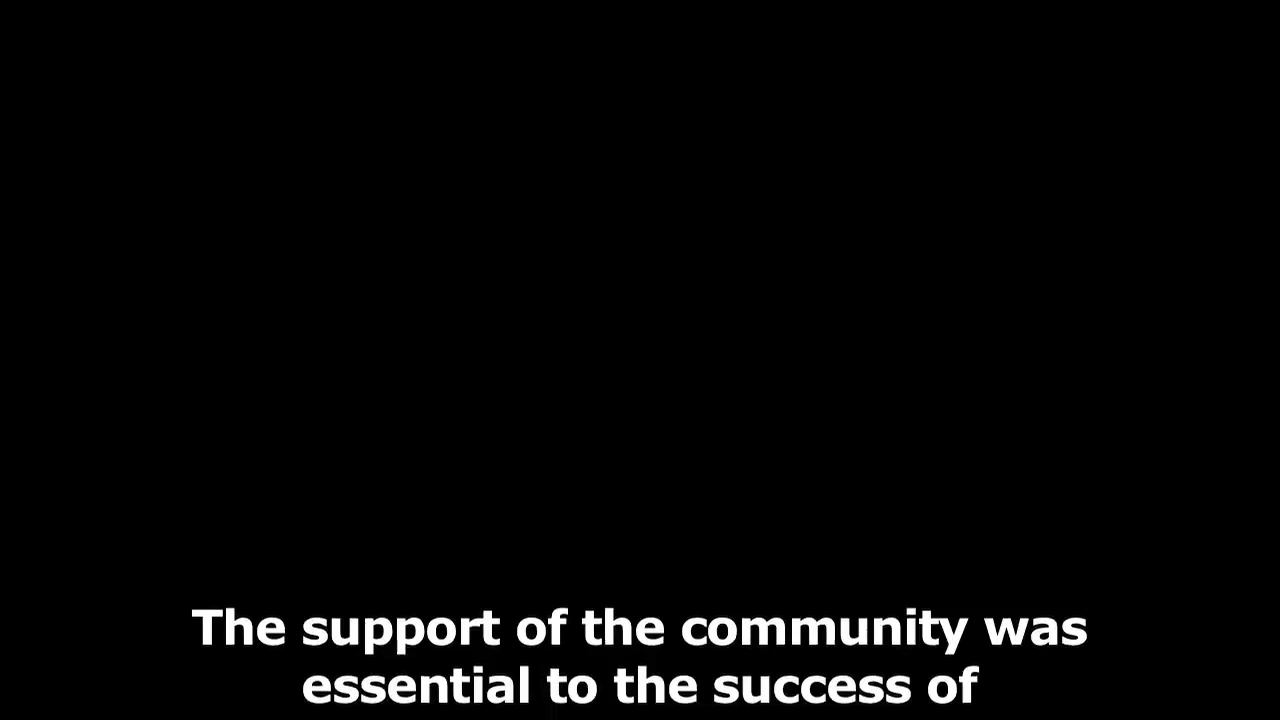 The support of the community was
essential to the success of